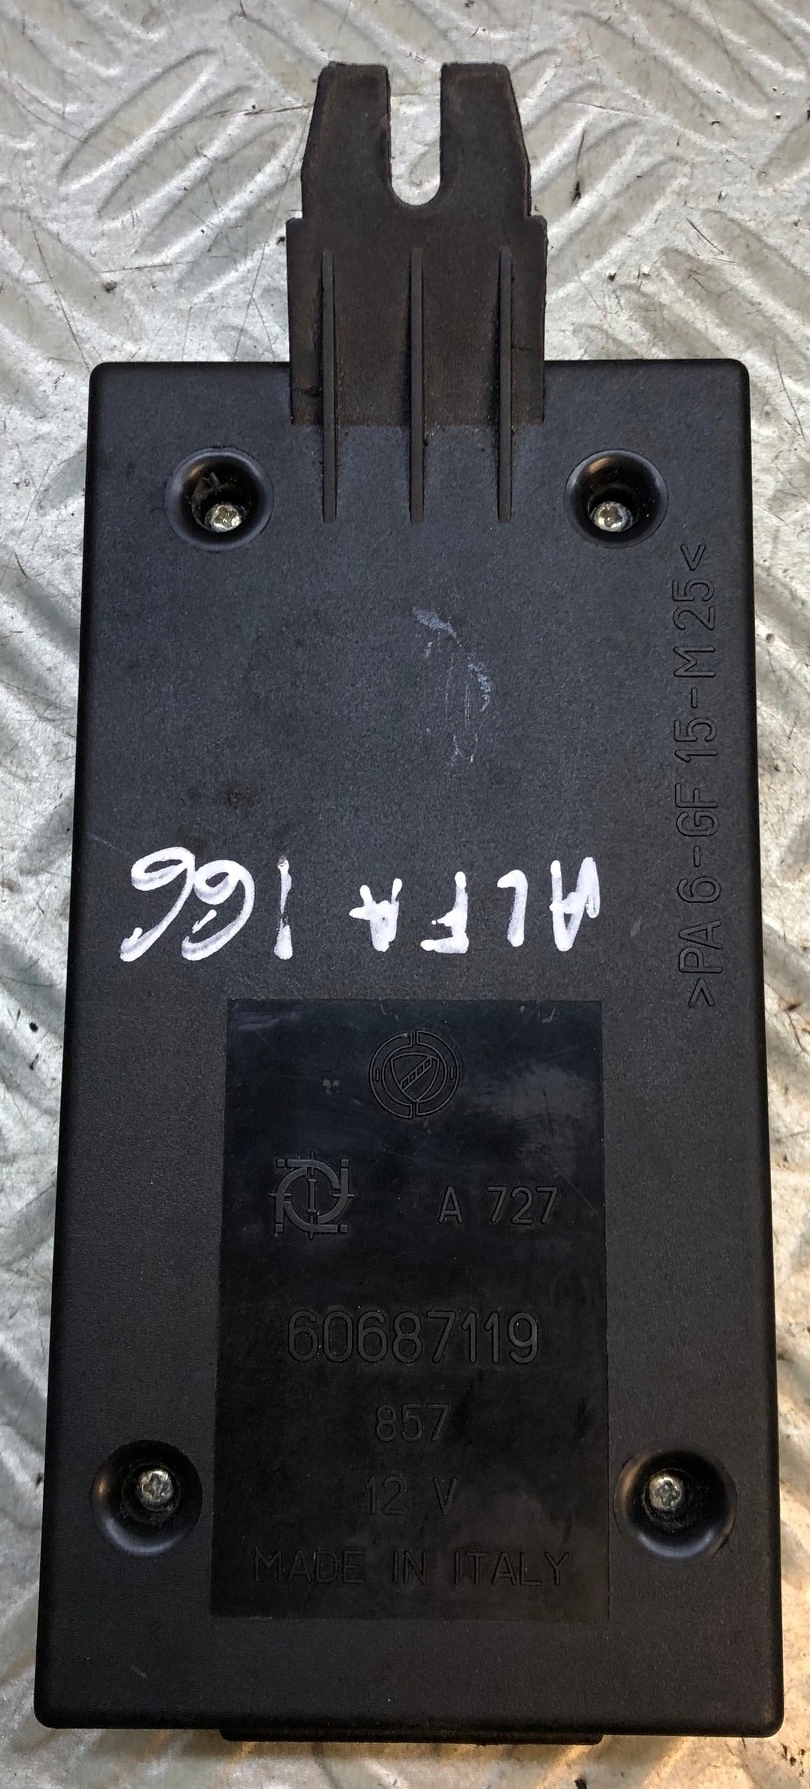 >PA 6-GF 15-M 25<
ALFA 166
A 727
60687119
857
12 V
MADE IN ITALY